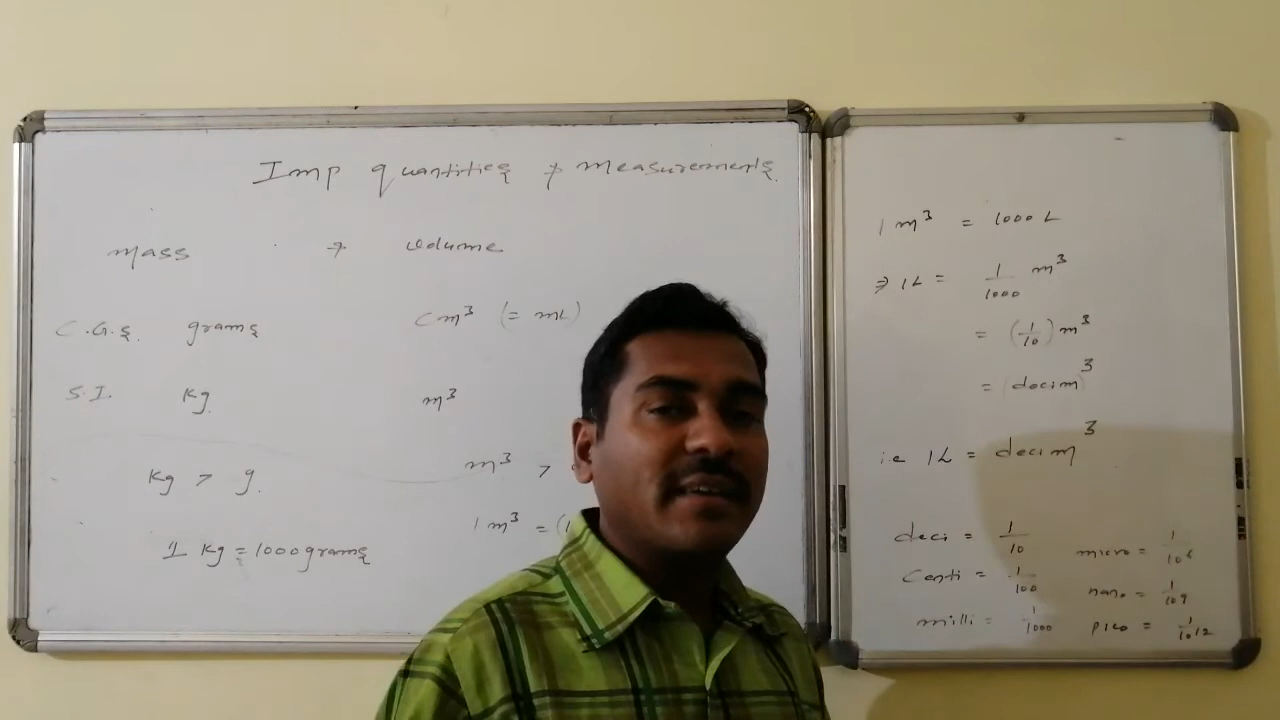 Imp quantities & measurements.
mass & volume
C.G.S. grams cm³ (= mL)
S.I. kg m³
kg > g. m³ >
1 kg = 1000 grams 1 m³ = (1
1 m³ = 1000 L
⇒ 1L = 1/1000 m³
= (1/10) m³
= (decim)³
i.e 1L = decim³
deci = 1/10 micro = 1/10⁶
Centi = 1/100 nano = 1/10⁹
milli = 1/1000 pico = 1/10¹²